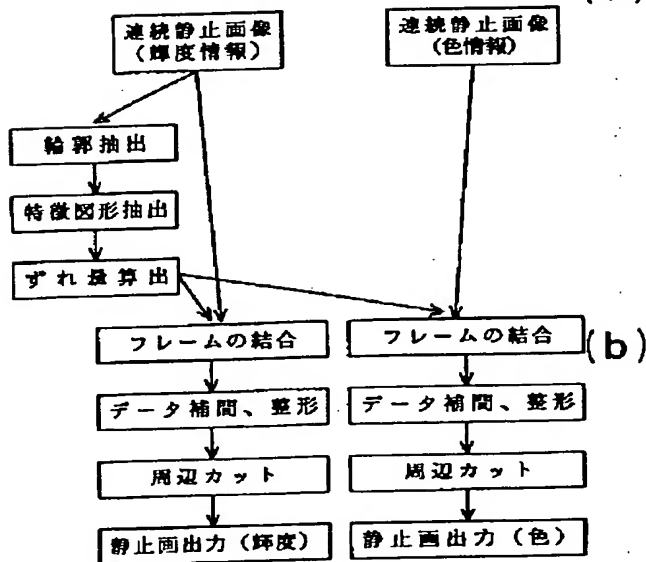 連続静止画像
(輝度情報)
連続静止画像
(色情報)
輪郭抽出
特徴図形抽出
ずれ量算出
フレームの結合
フレームの結合
(b)
データ補間、整形
データ補間、整形
周辺カット
周辺カット
静止画出力(輝度)
静止画出力(色)